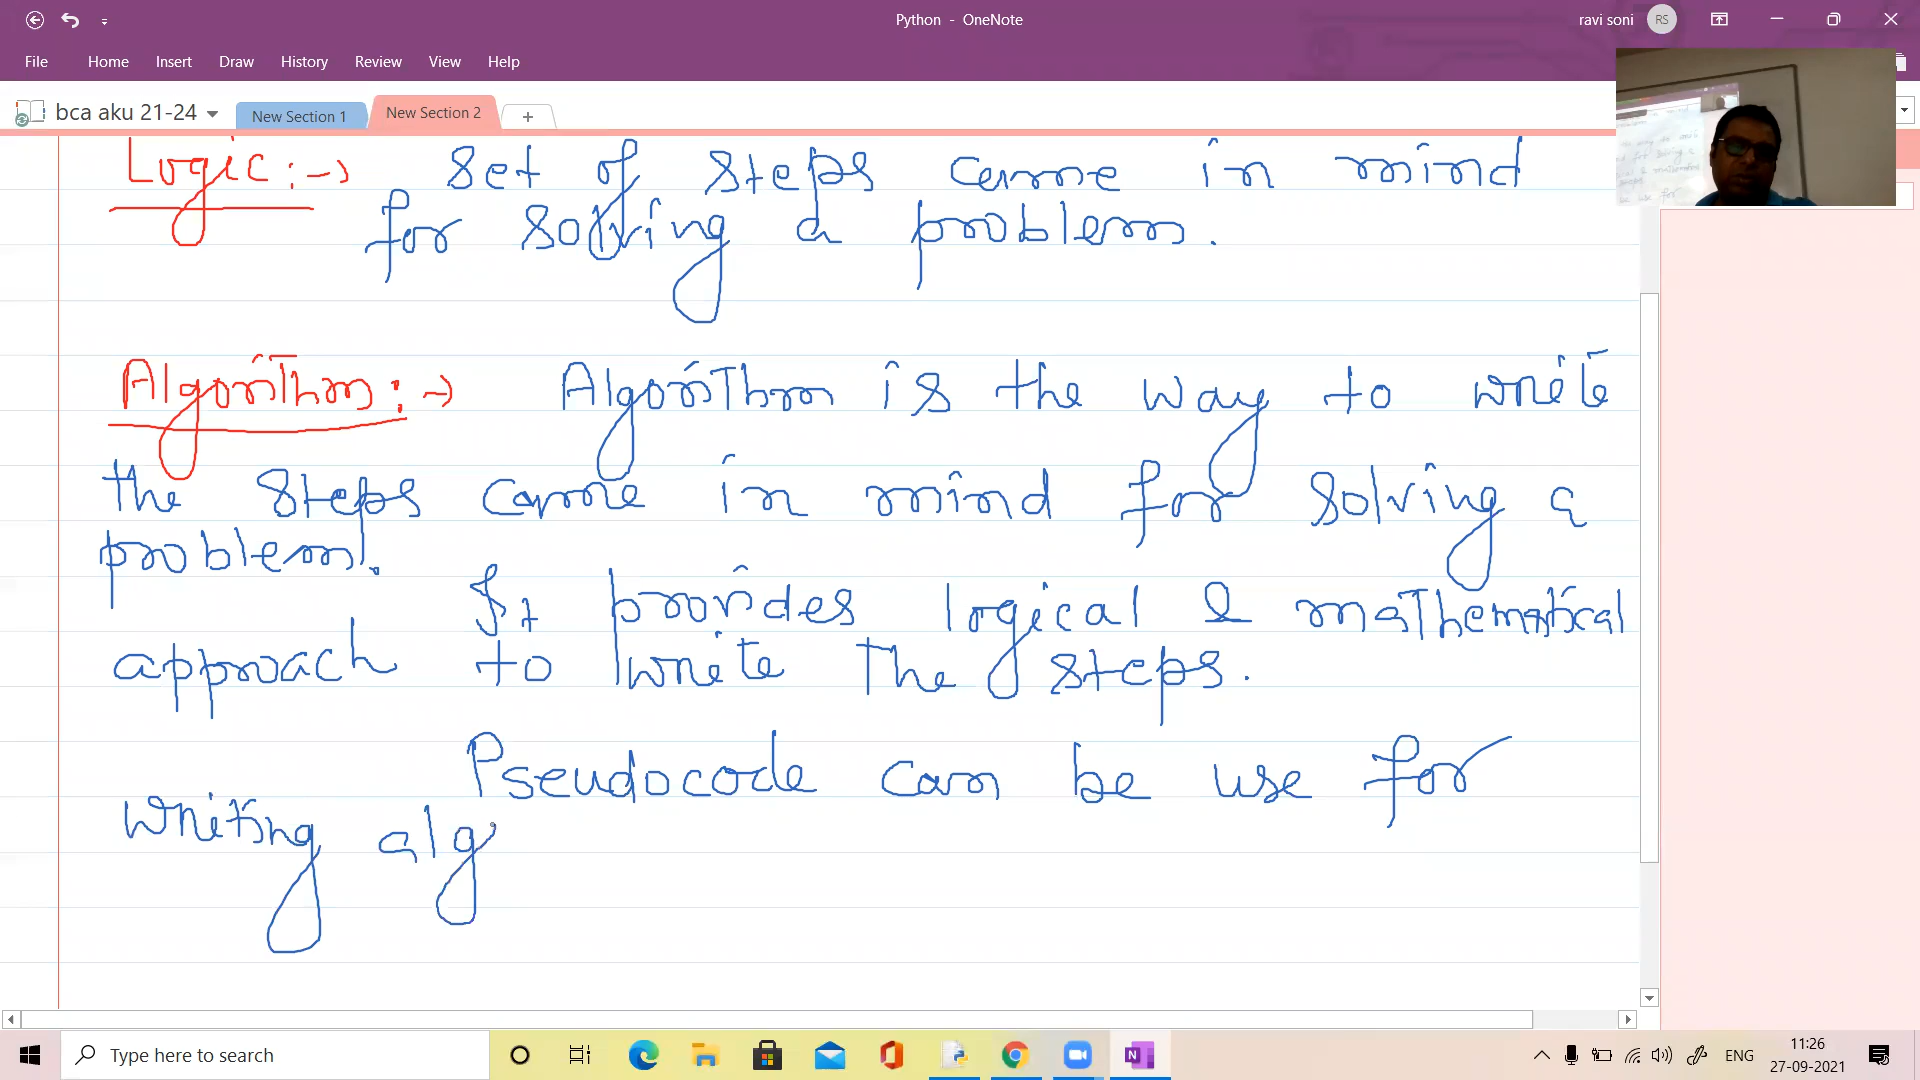 Python - OneNote
ravi soni RS
File Home Insert Draw History Review View Help
bca aku 21-24 New Section 1 New Section 2 +
Logic :-> Set of steps came in mind
for solving a problem.
Algorithm :-> Algorithm is the way to write
the steps came in mind for solving a
problem.
It provides logical & mathematical
approach to write the steps.
Pseudocode can be use for
writing alg
Type here to search
ENG
11:26
27-09-2021